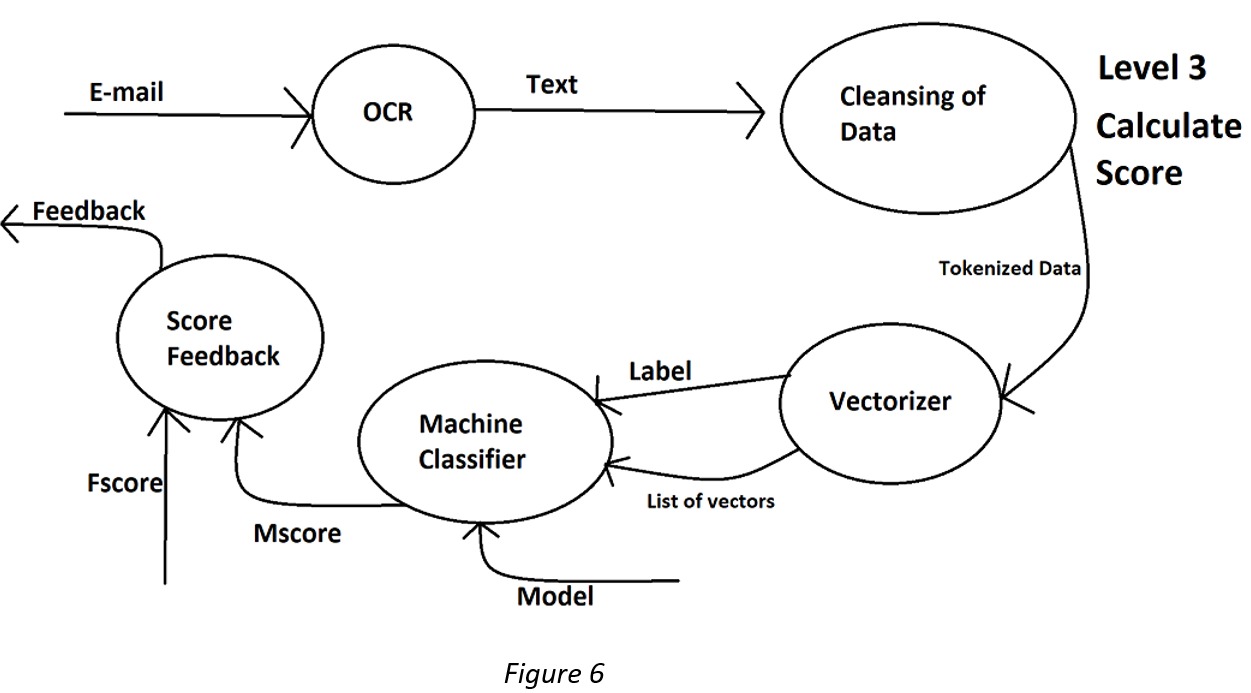 E-mail
OCR
Text
Cleansing of
Data
Level 3
Calculate
Score
Feedback
Tokenized Data
Score
Feedback
Label
Vectorizer
Machine
Classifier
Fscore
List of vectors
Mscore
Model
Figure 6